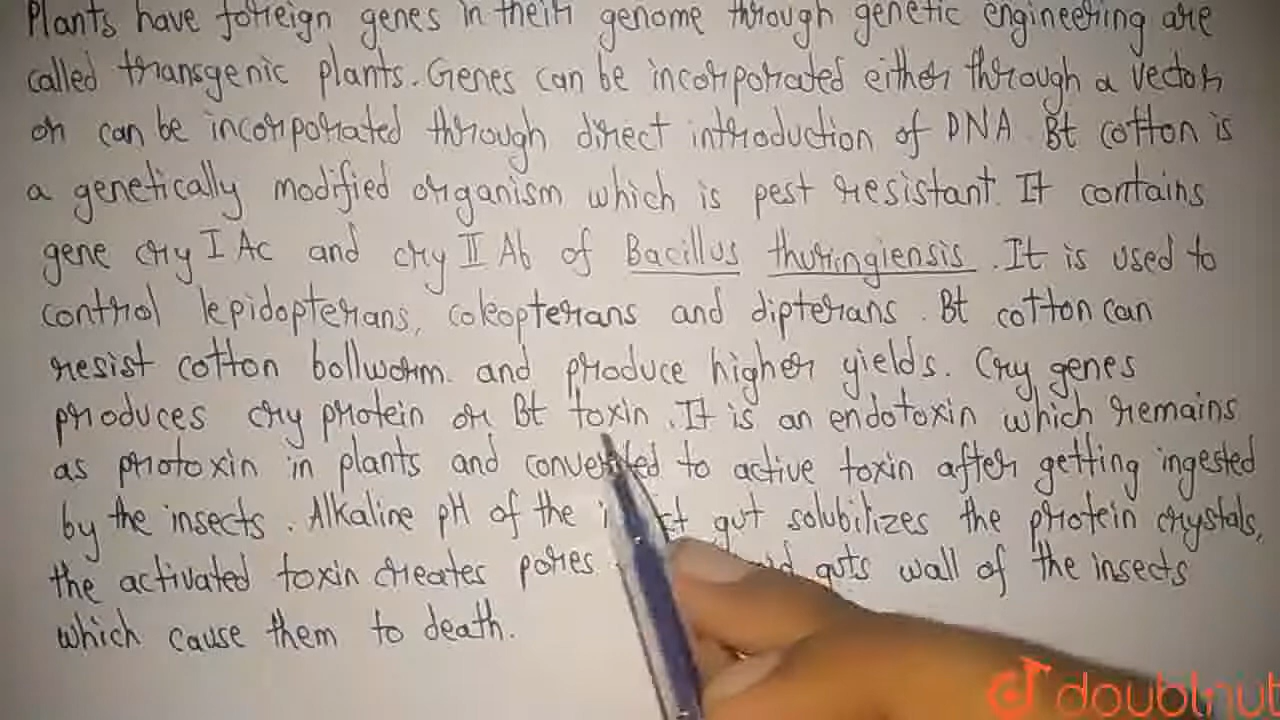 Plants have foreign genes in their genome through genetic engineering are
called transgenic plants. Genes can be incorporated either through a vector
or can be incorporated through direct introduction of DNA. Bt cotton is
a genetically modified organism which is pest resistant. It contains
gene cry I Ac and cry II Ab of Bacillus thuringiensis. It is used to
control lepidopterans, coleopterans and dipterans. Bt cotton can
resist cotton bollworm. and produce higher yields. Cry genes
produces cry protein or Bt toxin. It is an endotoxin which remains
as protoxin in plants and converted to active toxin after getting ingested
by the insects. Alkaline pH of the gut solubilizes the protein crystals,
the activated toxin creates pores guts wall of the insects
which cause them to death.
doubtnut